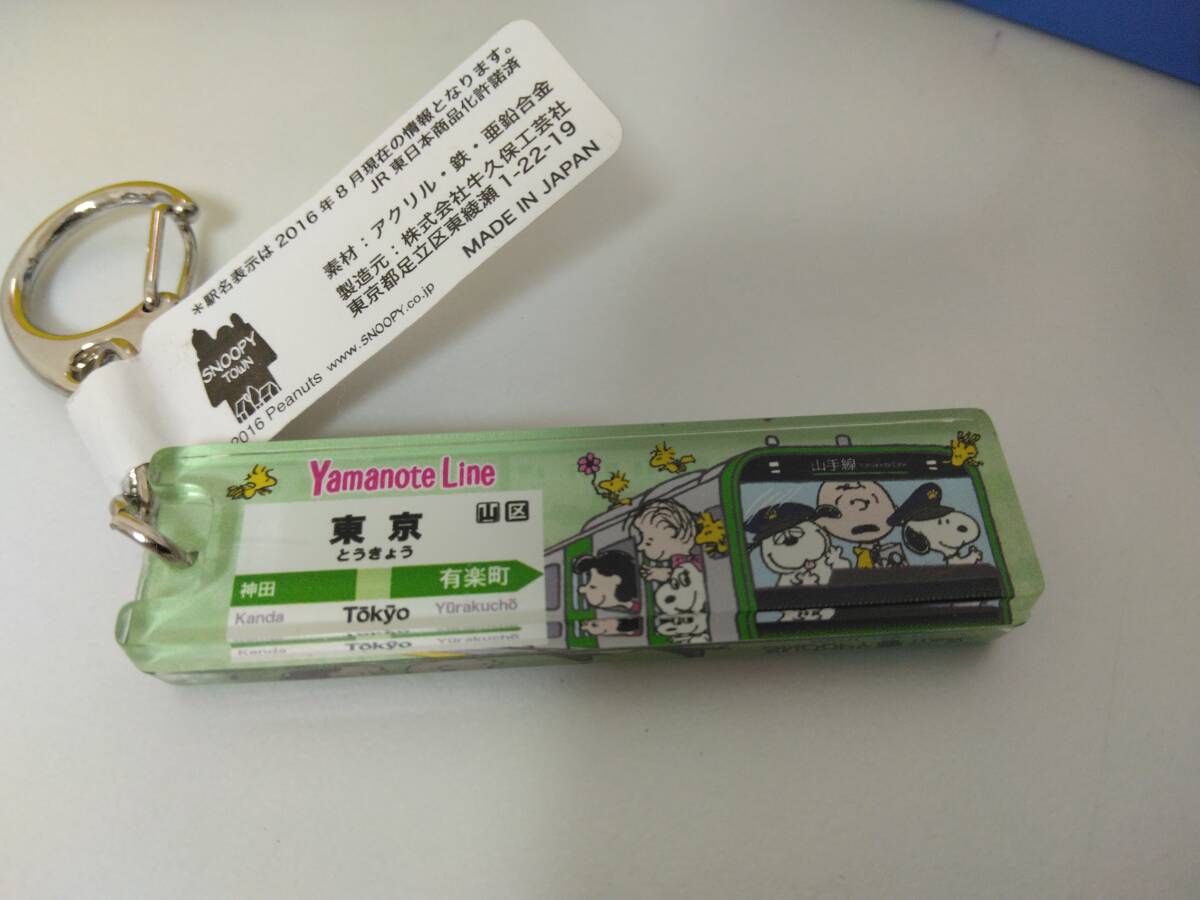 *駅名表示は2016年8月現在の情報となります。
JR東日本商品化許諾済
素材：アクリル・鉄・亜鉛合金
製造元：株式会社牛久保工芸社
東京都足立区東綾瀬1-22-19
MADE IN JAPAN
SNOOPY
TOWN
2016 Peanuts www.SNOOPY.co.jp
Yamanote Line
東京
山 区
とうきょう
神田
有楽町
Kanda
Tōkyō
Yūrakuchō
山手線